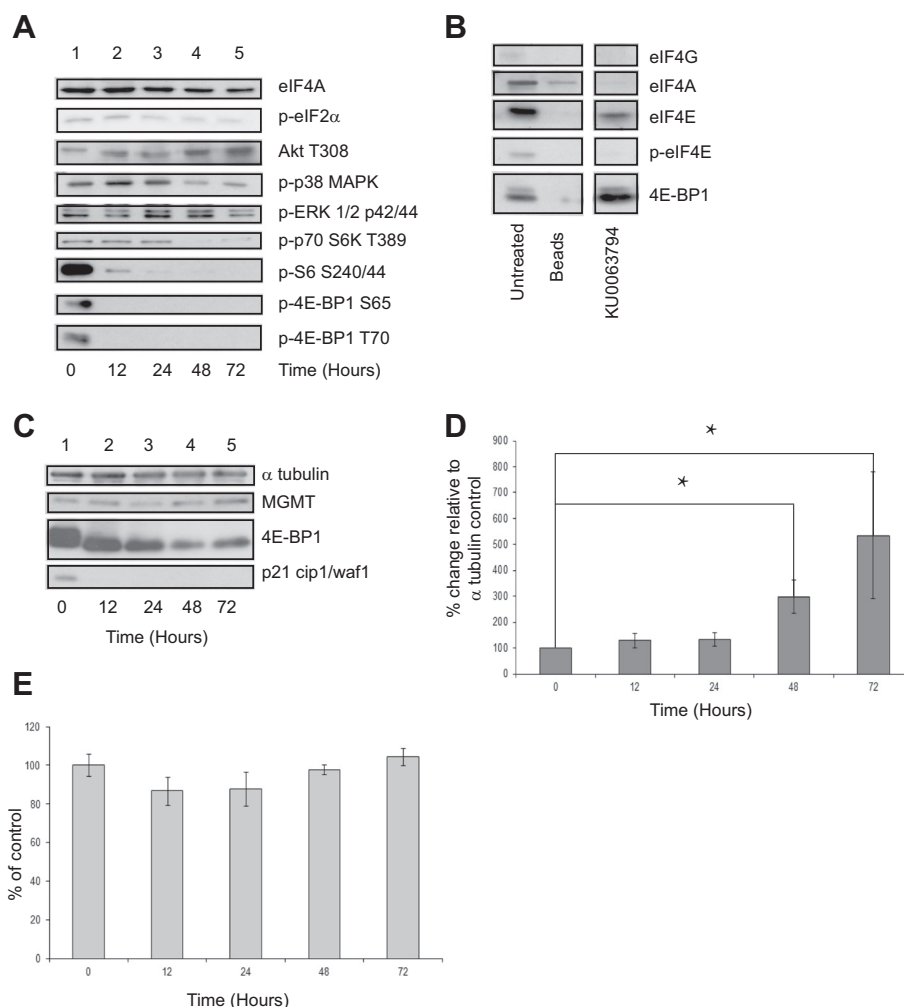 A
1 2 3 4 5
eIF4A
p-eIF2α
Akt T308
p-p38 MAPK
p-ERK 1/2 p42/44
p-p70 S6K T389
p-S6 S240/44
p-4E-BP1 S65
p-4E-BP1 T70
0 12 24 48 72 Time (Hours)
B
eIF4G
eIF4A
eIF4E
p-eIF4E
4E-BP1
Untreated
Beads
KU0063794
C
1 2 3 4 5
α tubulin
MGMT
4E-BP1
p21 cip1/waf1
0 12 24 48 72
Time (Hours)
D
% change relative to
α tubulin control
900
800
700
600
500
400
300
200
100
0
* 
*
0 12 24 48 72
Time (Hours)
E
% of control
120
100
80
60
40
20
0
0 12 24 48 72
Time (Hours)